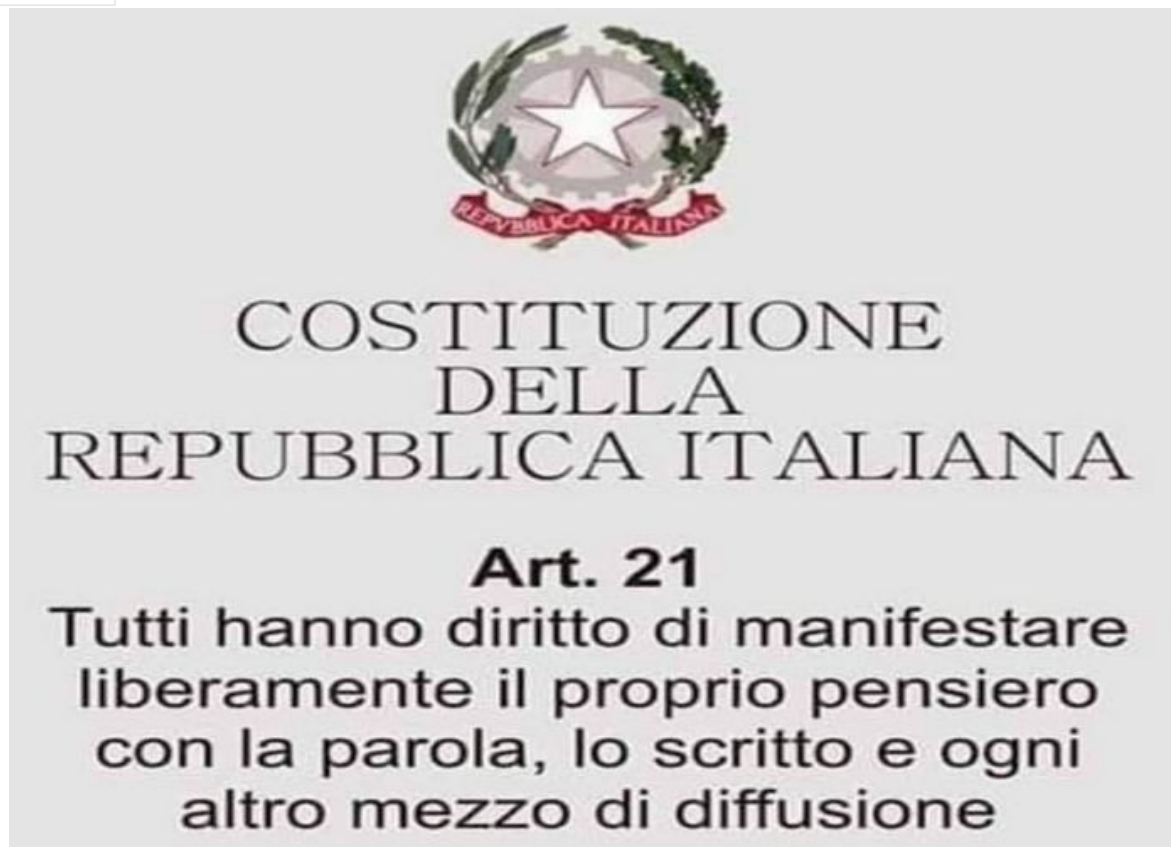 REPVBBLICA ITALIANA
COSTITUZIONE
DELLA
REPUBBLICA ITALIANA
Art. 21
Tutti hanno diritto di manifestare
liberamente il proprio pensiero
con la parola, lo scritto e ogni
altro mezzo di diffusione